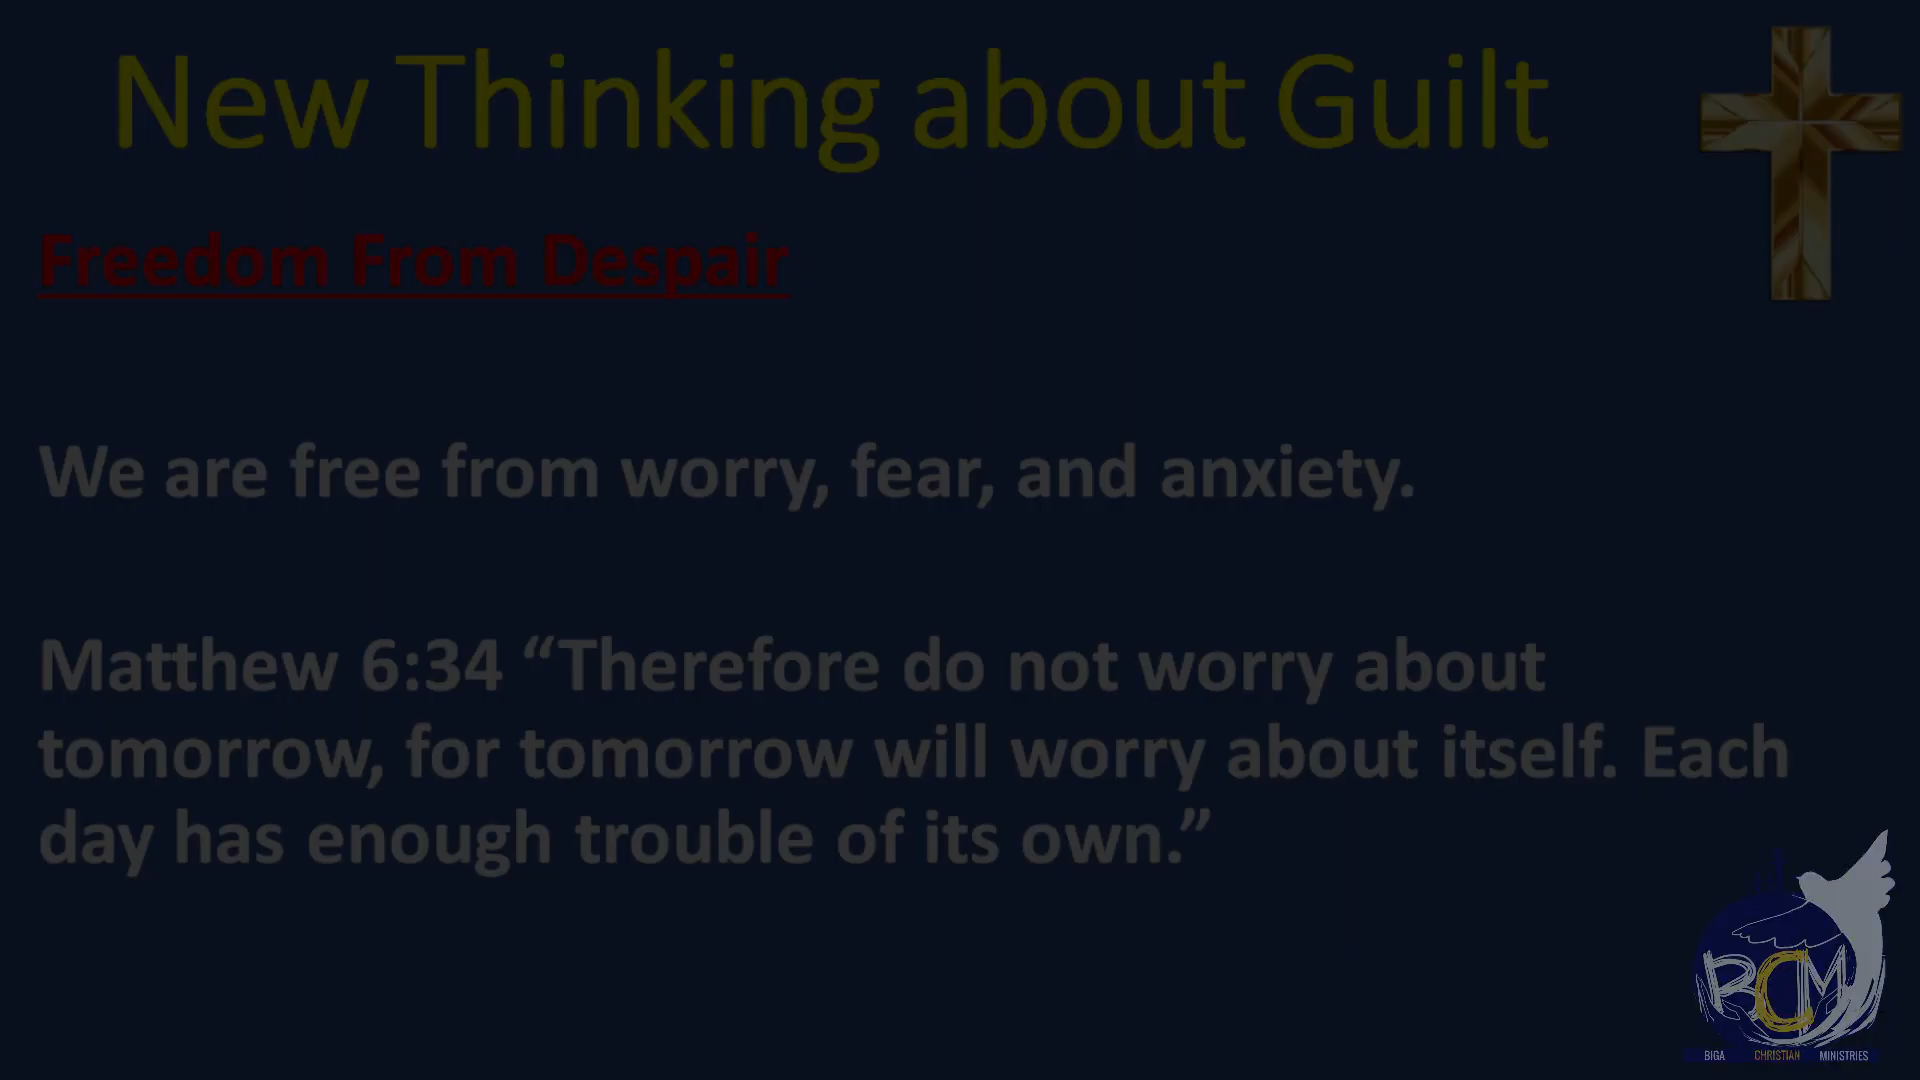 New Thinking about Guilt
Freedom From Despair
We are free from worry, fear, and anxiety.
Matthew 6:34 “Therefore do not worry about
tomorrow, for tomorrow will worry about itself. Each
day has enough trouble of its own.”
BCM
BIGA CHRISTIAN MINISTRIES